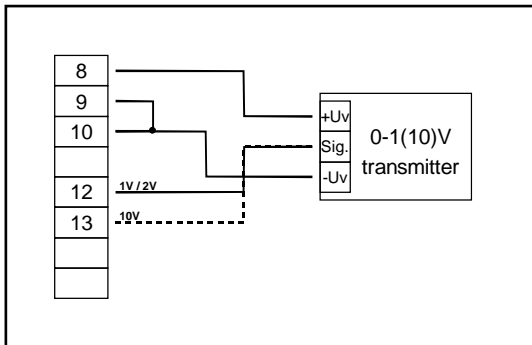 8
9
10
12
13
1V / 2V
10V
+Uv
Sig.
-Uv
0-1(10)V
transmitter